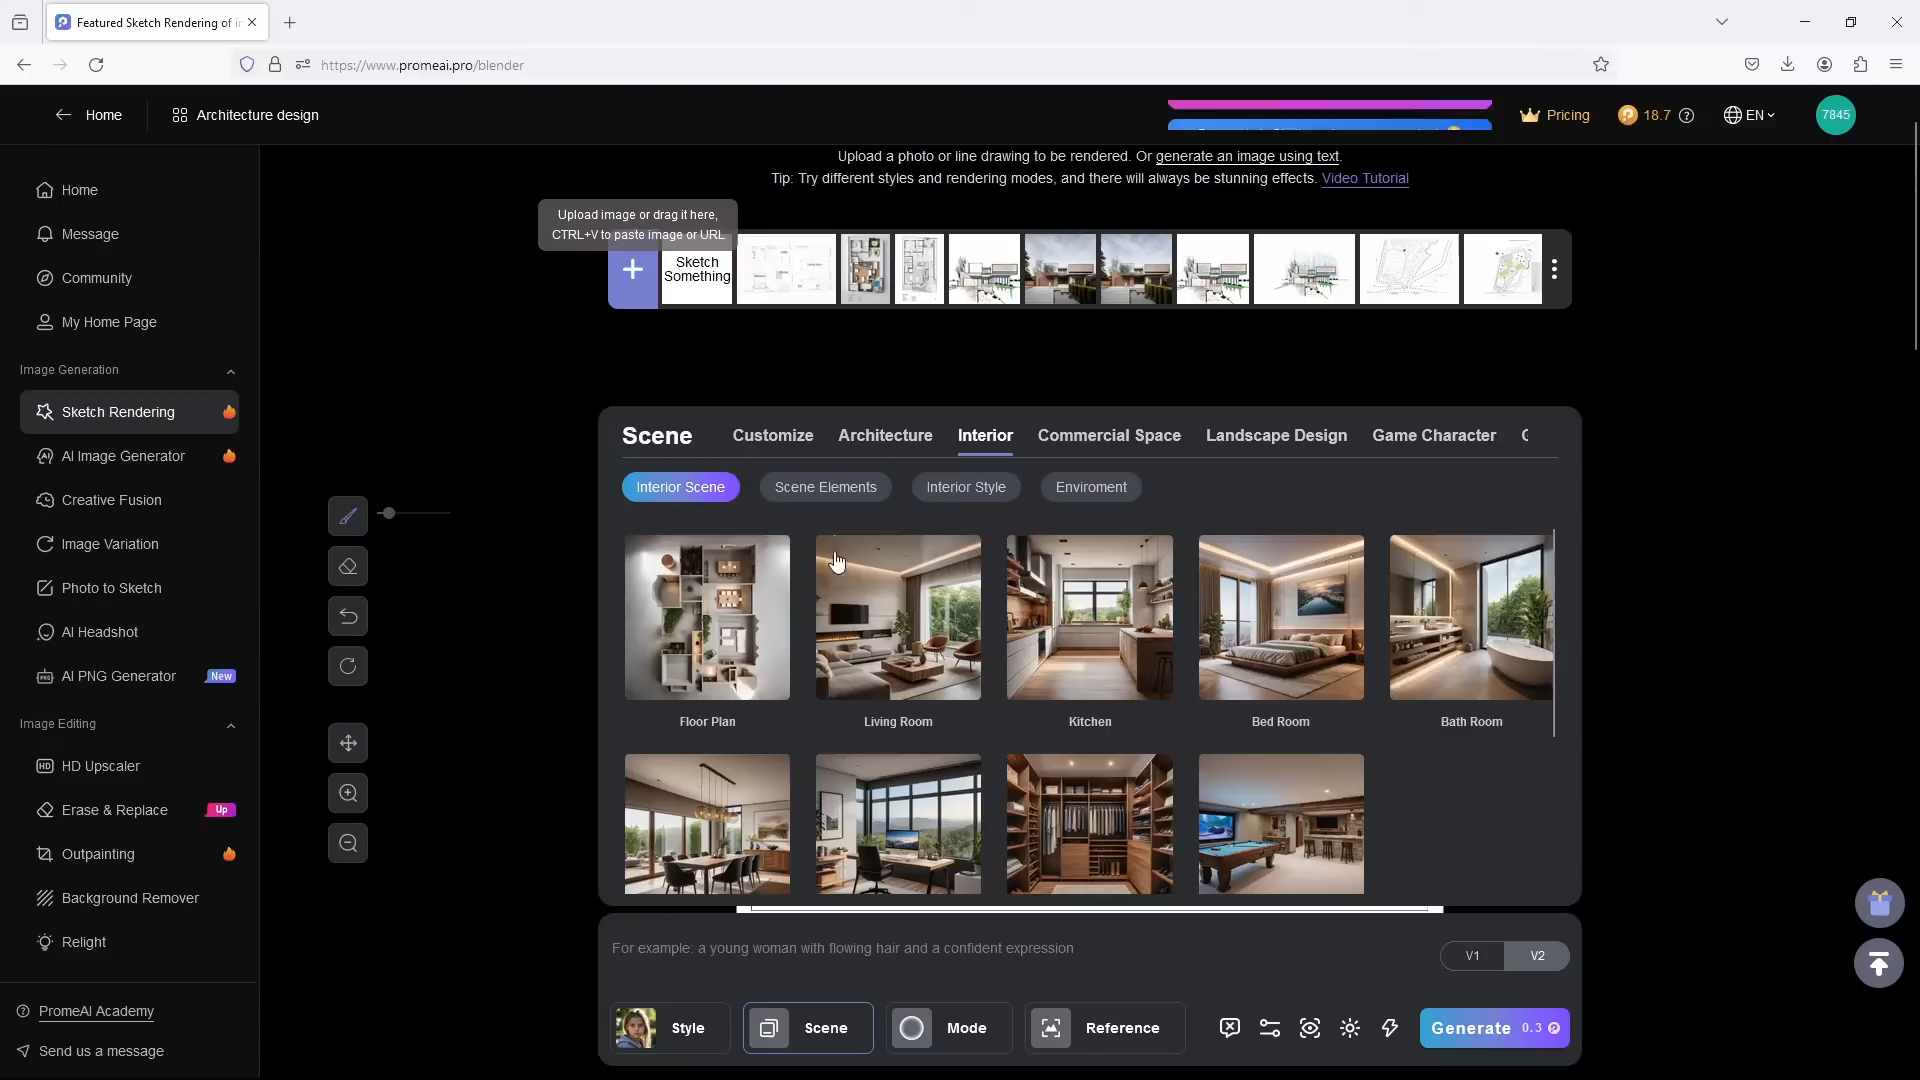 Featured Sketch Rendering of in
https://www.promeai.pro/blender
Home
Architecture design
Pricing
18.7
EN
7845
Home
Message
Community
My Home Page
Image Generation
Sketch Rendering
AI Image Generator
Creative Fusion
Image Variation
Photo to Sketch
AI Headshot
AI PNG Generator
New
Image Editing
HD Upscaler
Erase & Replace
Up
Outpainting
Background Remover
Relight
PromeAI Academy
Send us a message
Upload a photo or line drawing to be rendered. Or generate an image using text.
Tip: Try different styles and rendering modes, and there will always be stunning effects. Video Tutorial
Upload image or drag it here,
CTRL+V to paste image or URL
Sketch
Something
Scene
Customize
Architecture
Interior
Commercial Space
Landscape Design
Game Character
Interior Scene
Scene Elements
Interior Style
Enviroment
Floor Plan
Living Room
Kitchen
Bed Room
Bath Room
For example: a young woman with flowing hair and a confident expression
V1
V2
Style
Scene
Mode
Reference
Generate
0.3